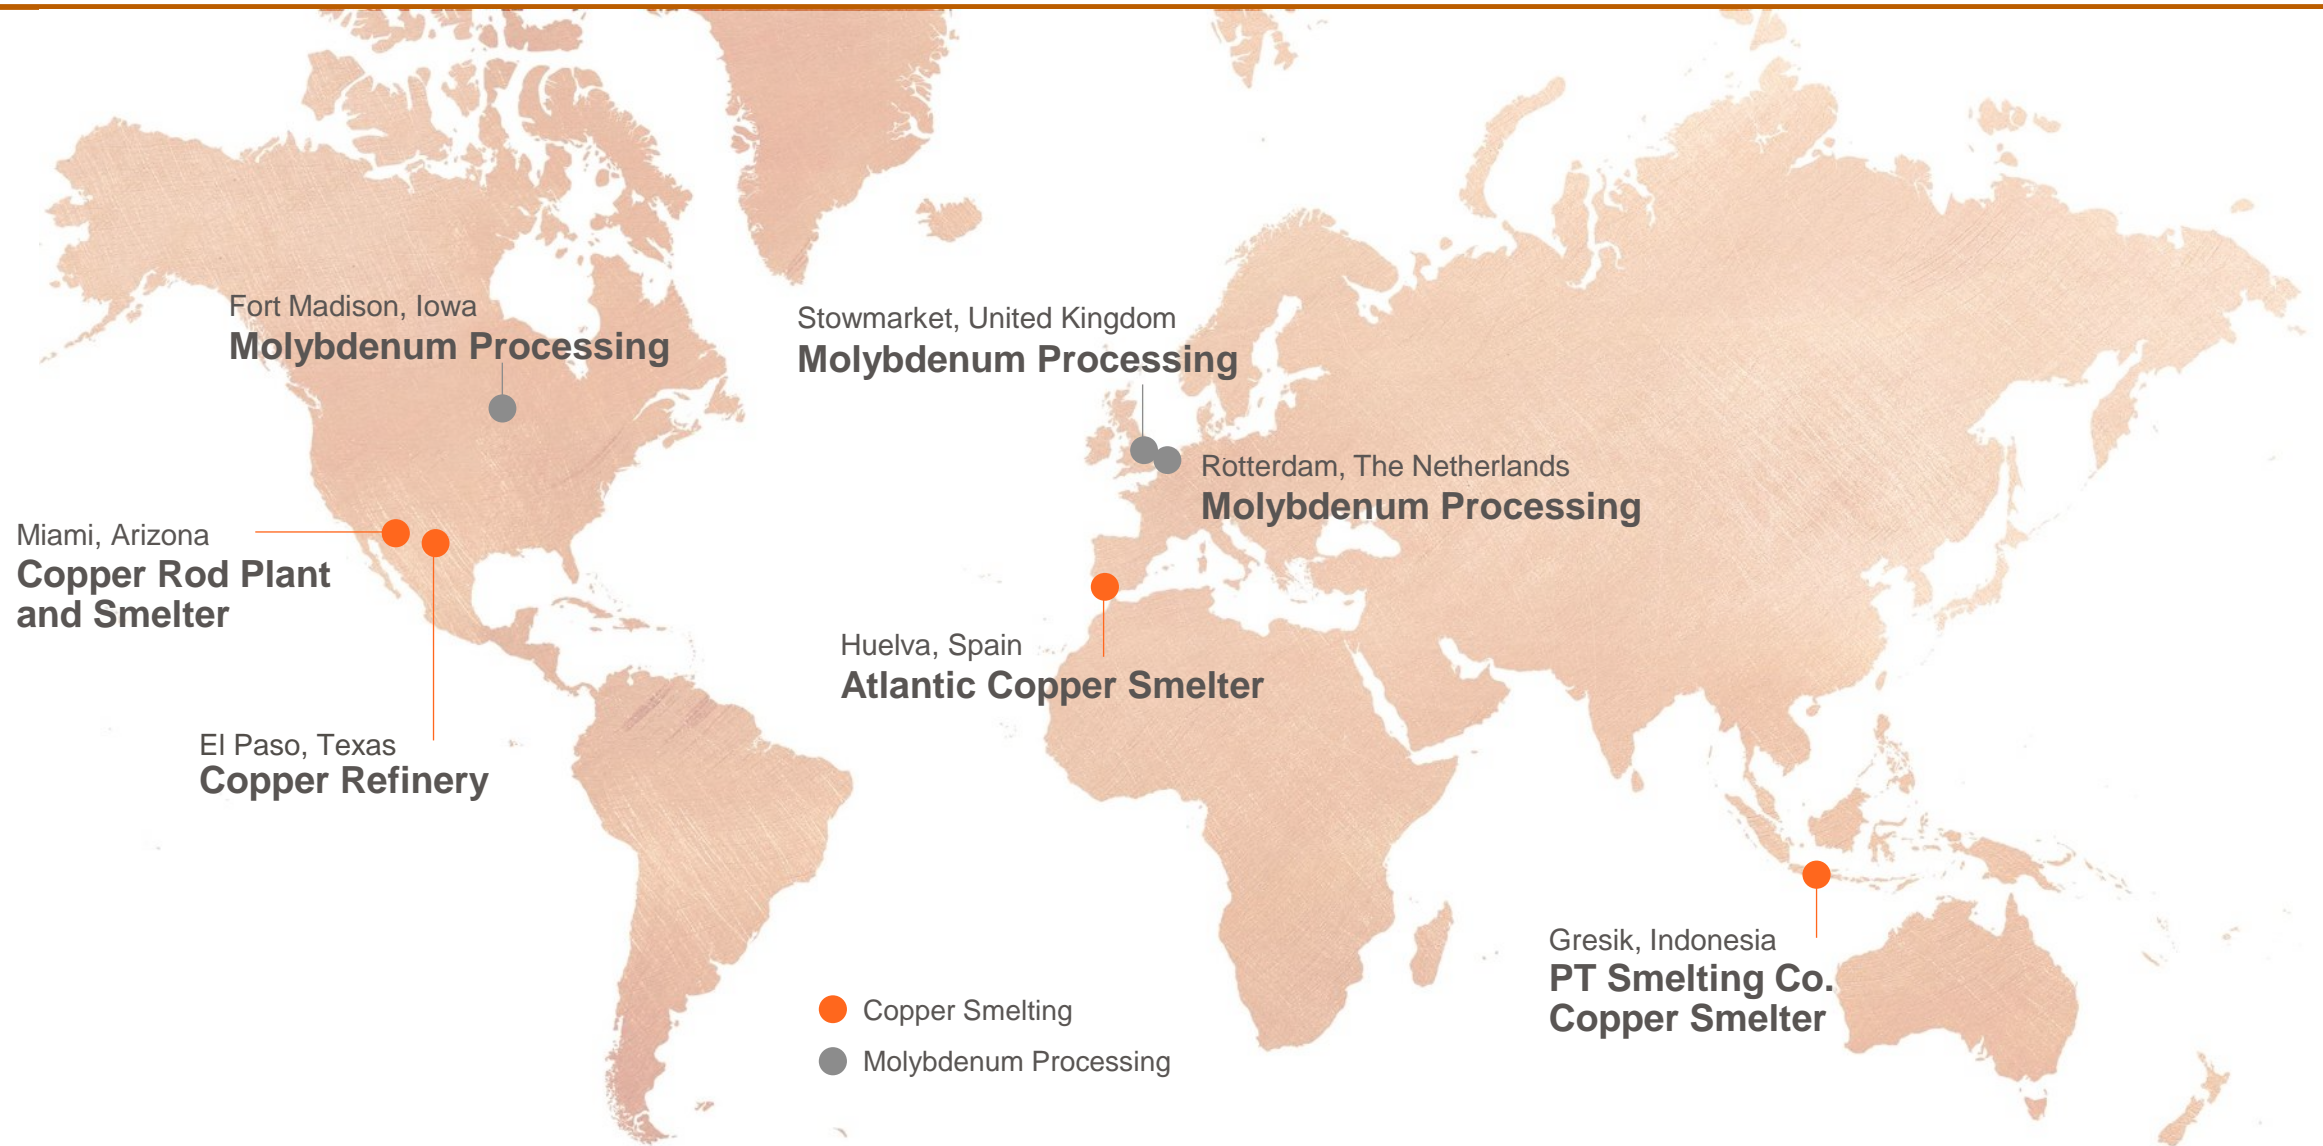 Fort Madison, Iowa
Molybdenum Processing
Stowmarket, United Kingdom
Molybdenum Processing
Rotterdam, The Netherlands
Molybdenum Processing
Miami, Arizona
Copper Rod Plant
and Smelter
Huelva, Spain
Atlantic Copper Smelter
El Paso, Texas
Copper Refinery
Gresik, Indonesia
PT Smelting Co.
Copper Smelter
Copper Smelting
Molybdenum Processing